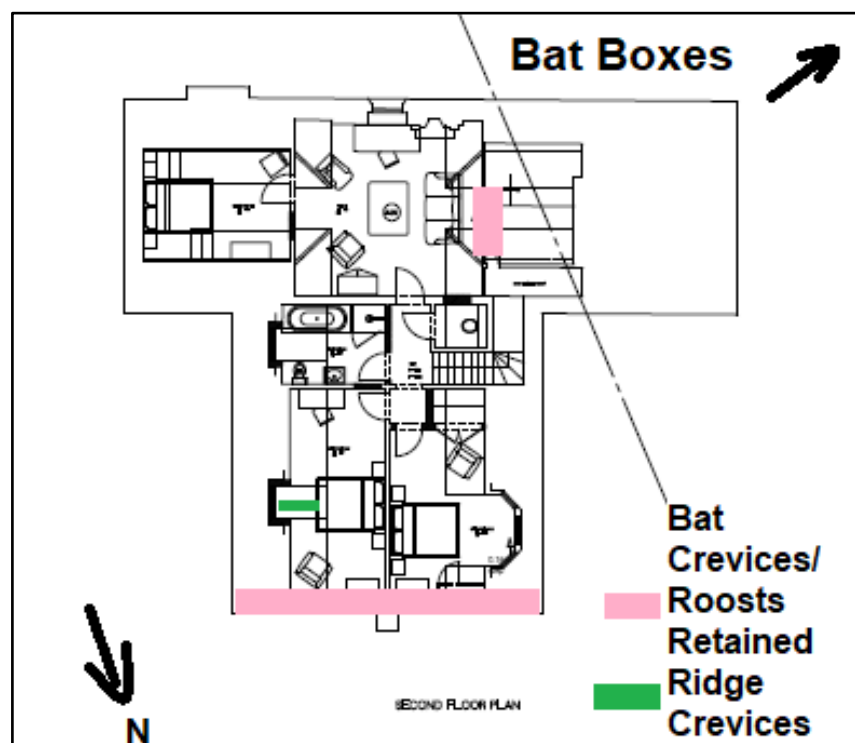 Bat Boxes
Bat
Crevices/
Roosts
Retained
Ridge
Crevices
SECOND FLOOR PLAN
N